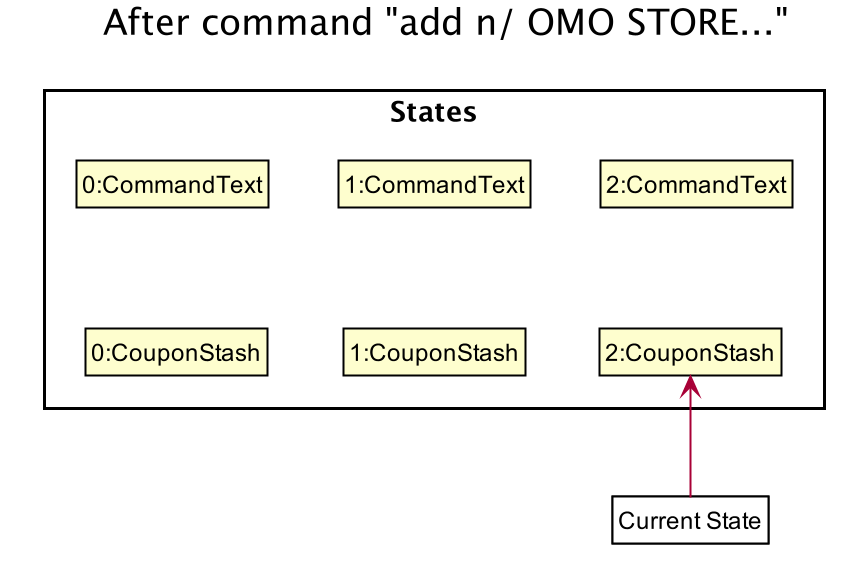 After command "add n/ OMO STORE..."
States
0:CommandText 1:CommandText 2:CommandText
0:CouponStash 1:CouponStash 2:CouponStash
Current State